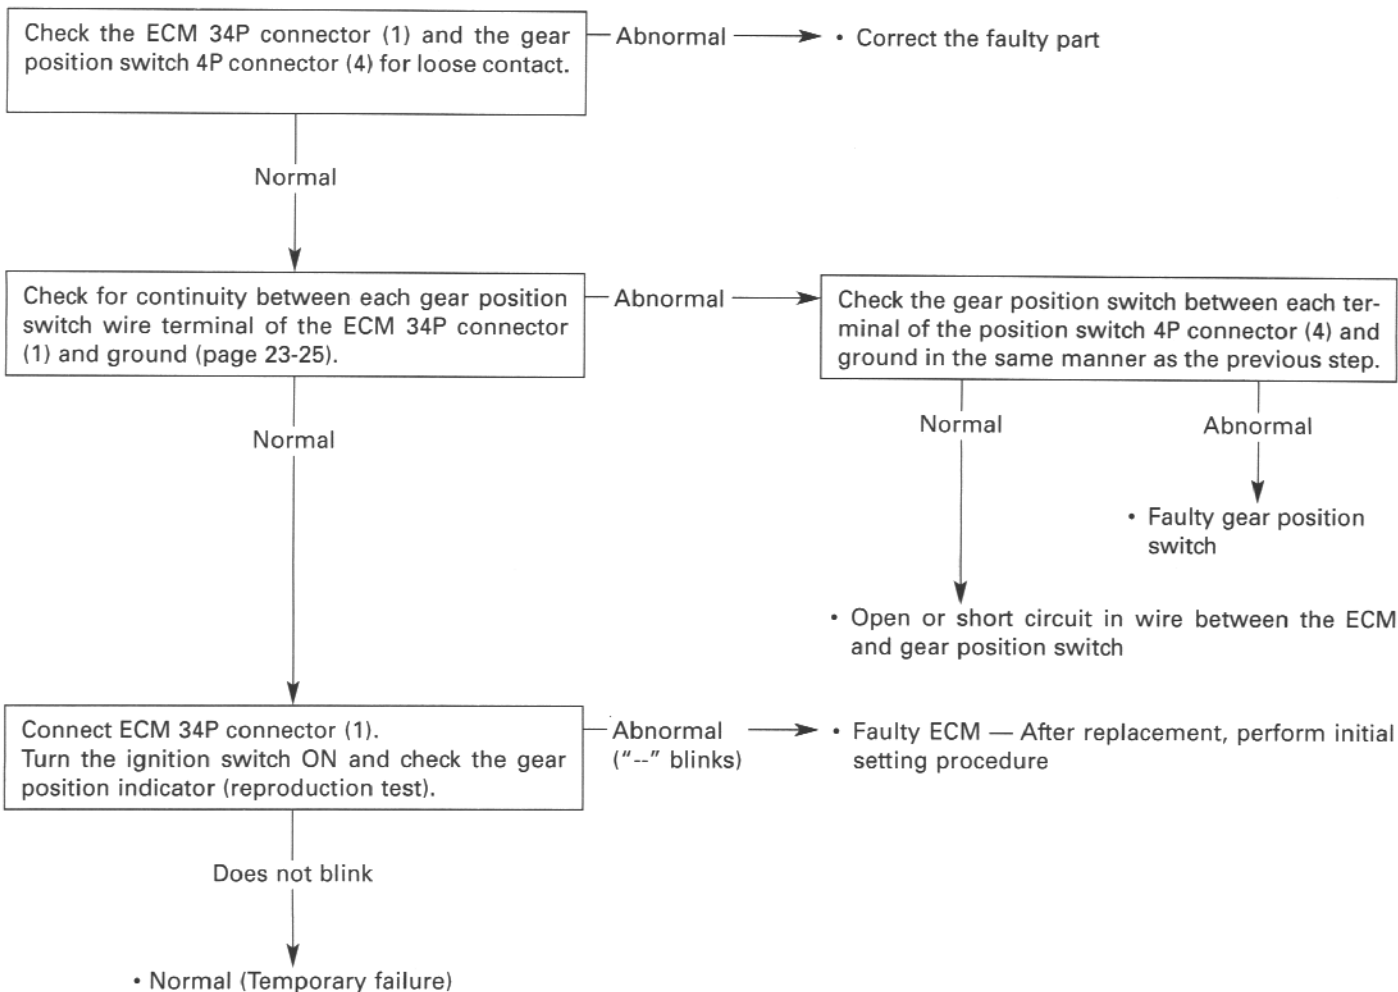 Check the ECM 34P connector (1) and the gear
position switch 4P connector (4) for loose contact.
Abnormal
• Correct the faulty part
Normal
Check for continuity between each gear position
switch wire terminal of the ECM 34P connector
(1) and ground (page 23-25).
Abnormal
Check the gear position switch between each ter-
minal of the position switch 4P connector (4) and
ground in the same manner as the previous step.
Normal
Normal
Abnormal
• Faulty gear position
switch
• Open or short circuit in wire between the ECM
and gear position switch
Connect ECM 34P connector (1).
Turn the ignition switch ON and check the gear
position indicator (reproduction test).
Abnormal
("--" blinks)
• Faulty ECM — After replacement, perform initial
setting procedure
Does not blink
• Normal (Temporary failure)